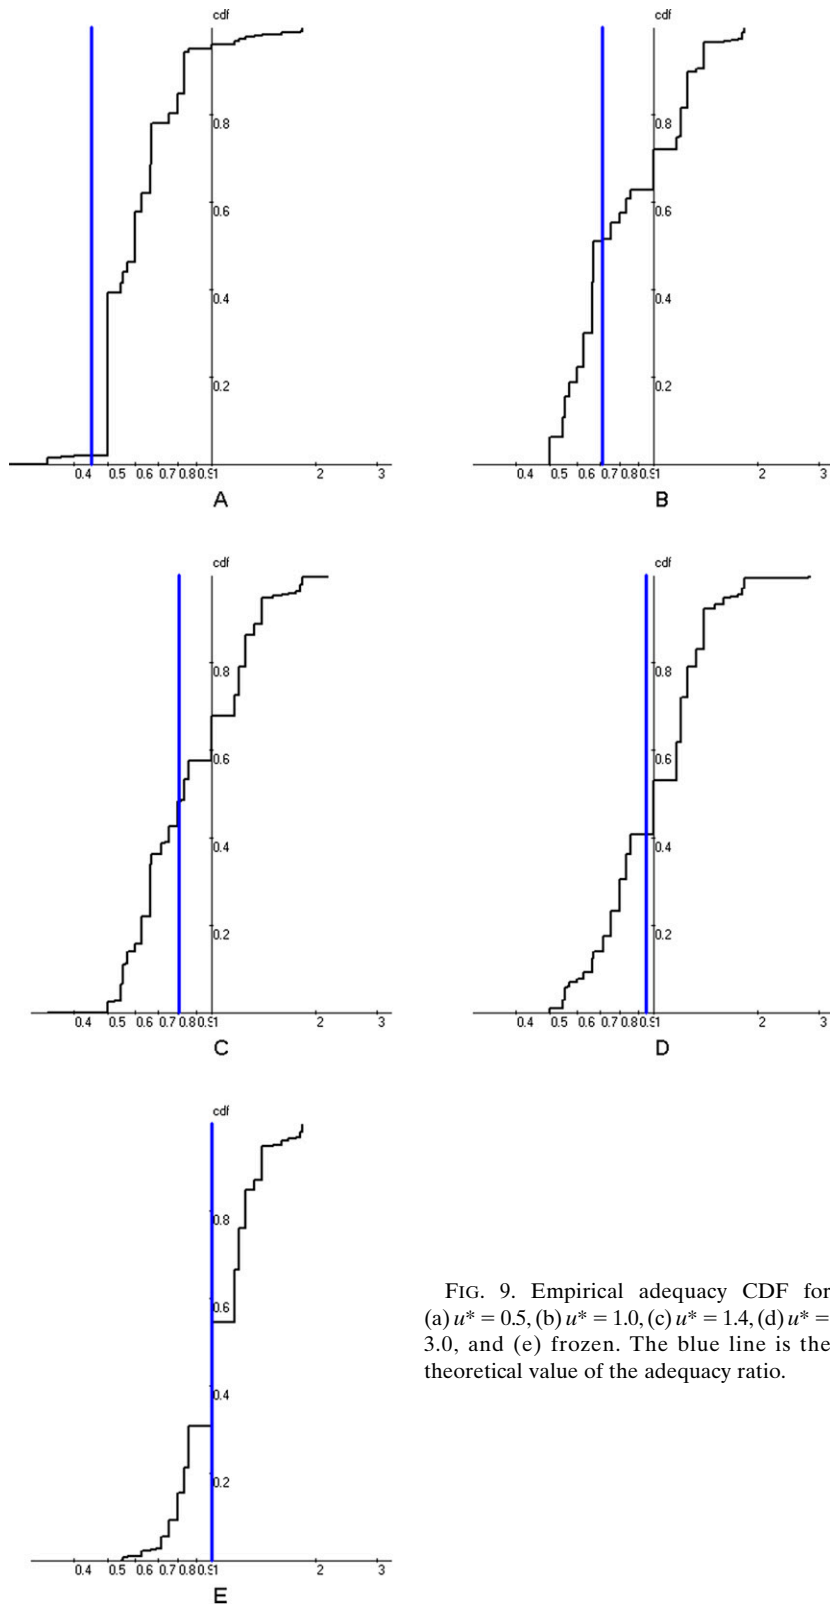 cdf
0.8
0.6
0.4
0.2
0.4 0.5 0.6 0.7 0.8 0.9 1 2 3
A
cdf
0.8
0.6
0.4
0.2
0.4 0.5 0.6 0.7 0.8 0.9 1 2 3
B
cdf
0.8
0.6
0.4
0.2
0.4 0.5 0.6 0.7 0.8 0.9 1 2 3
C
cdf
0.8
0.6
0.4
0.2
0.4 0.5 0.6 0.7 0.8 0.9 1 2 3
D
cdf
0.8
0.6
0.4
0.2
0.4 0.5 0.6 0.7 0.8 0.9 1 2 3
E
FIG. 9. Empirical adequacy CDF for
(a) u* = 0.5, (b) u* = 1.0, (c) u* = 1.4, (d) u* =
3.0, and (e) frozen. The blue line is the
theoretical value of the adequacy ratio.